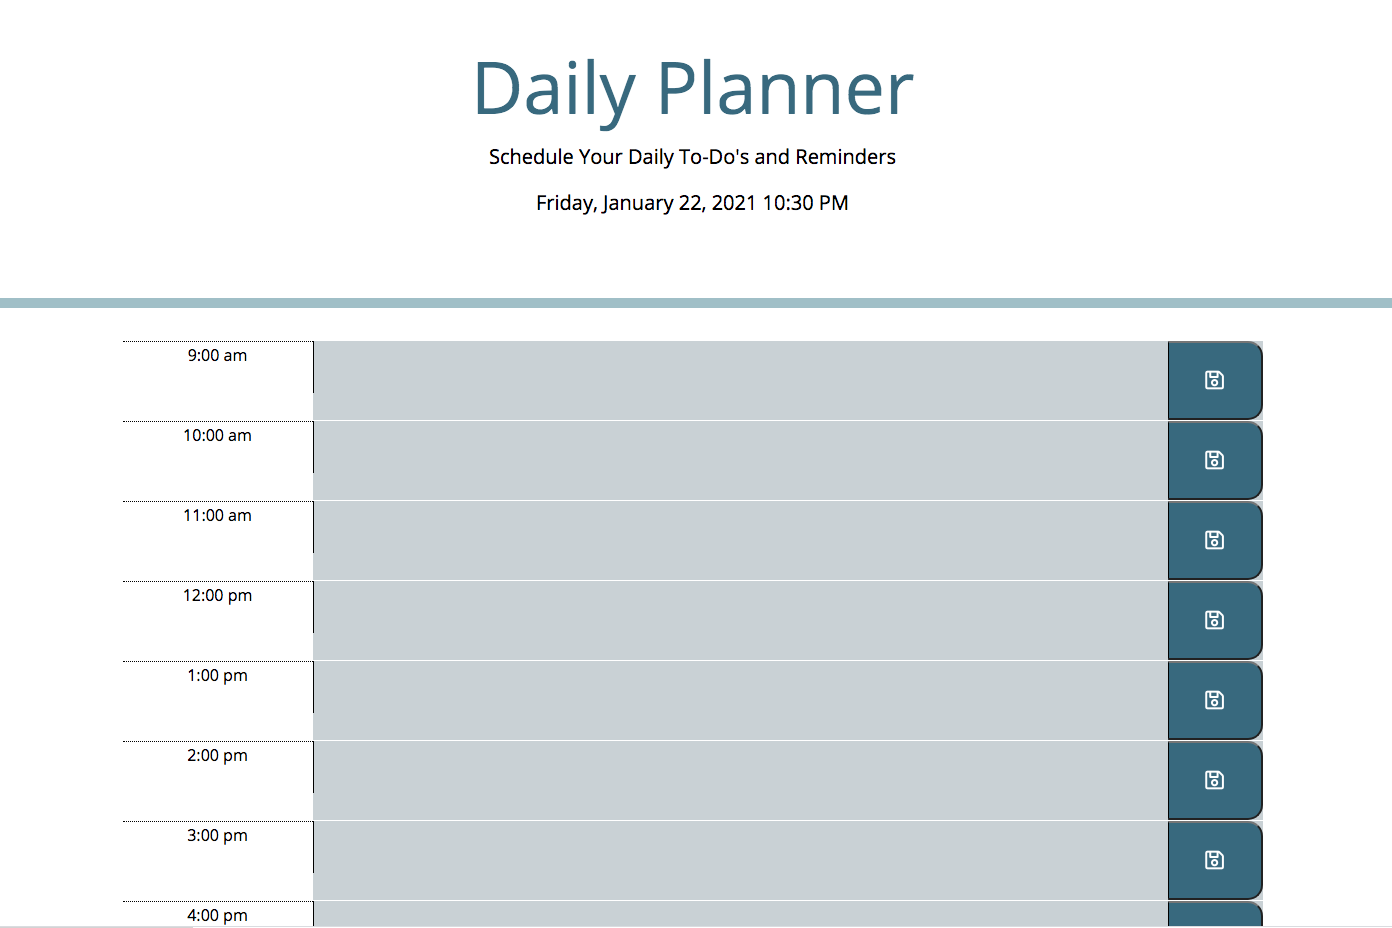 Daily Planner
Schedule Your Daily To-Do's and Reminders
Friday, January 22, 2021 10:30 PM
9:00 am
10:00 am
11:00 am
12:00 pm
1:00 pm
2:00 pm
3:00 pm
4:00 pm